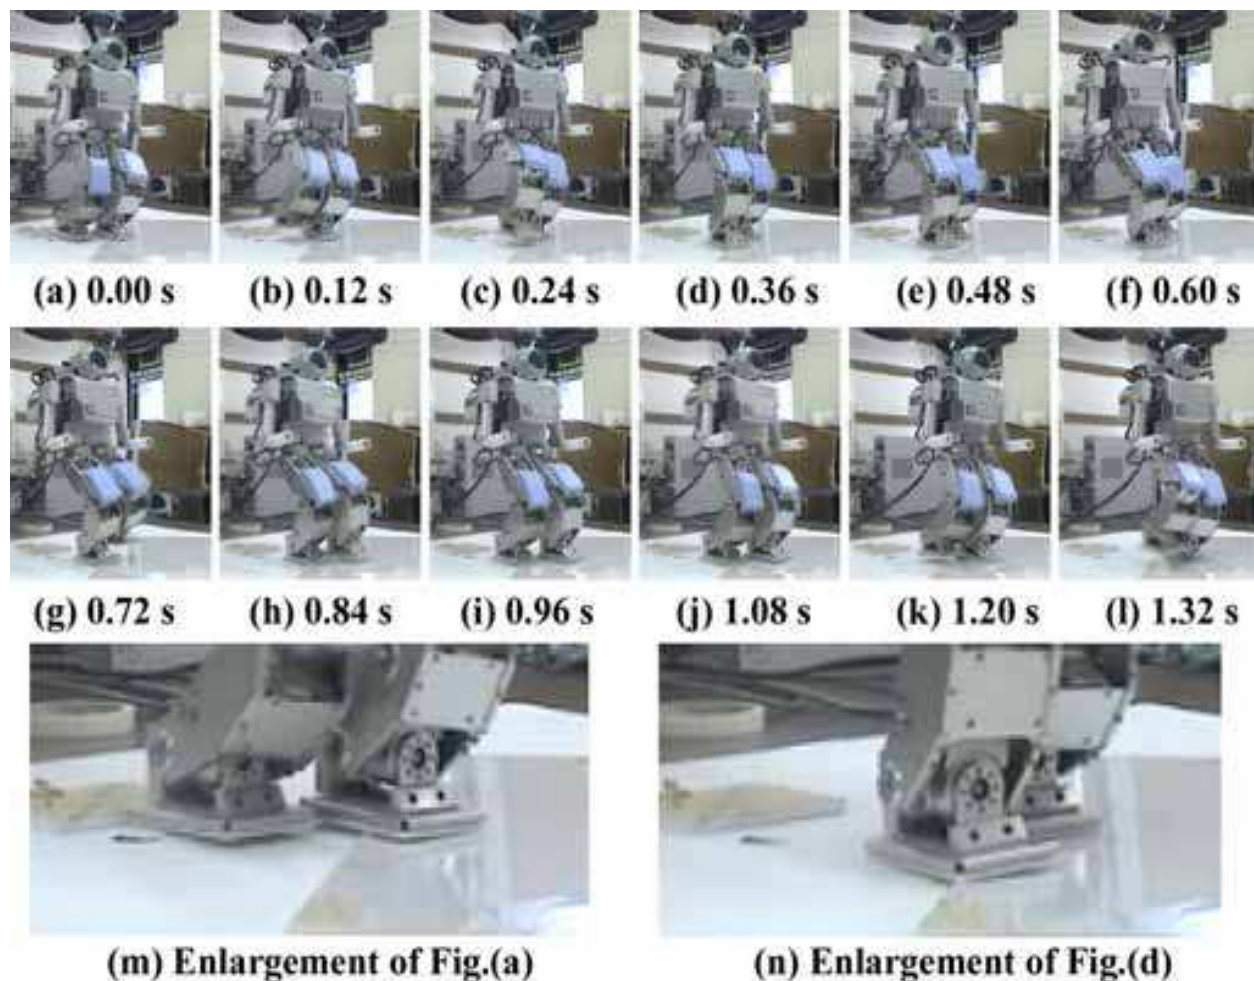 (a) 0.00 s (b) 0.12 s (c) 0.24 s (d) 0.36 s (e) 0.48 s (f) 0.60 s
(g) 0.72 s (h) 0.84 s (i) 0.96 s (j) 1.08 s (k) 1.20 s (l) 1.32 s
(m) Enlargement of Fig.(a) (n) Enlargement of Fig.(d)